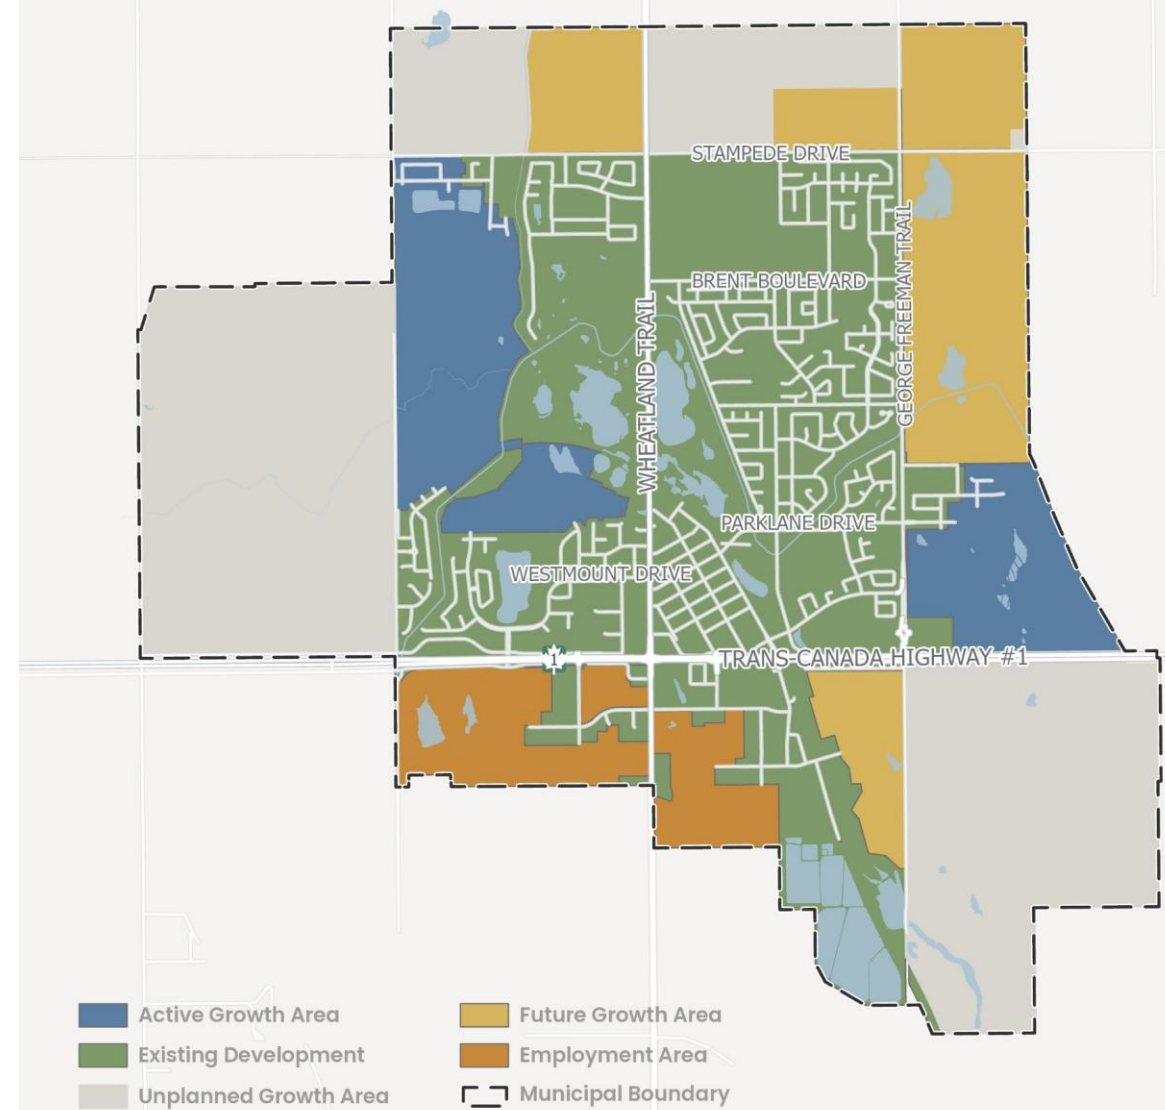 STAMPEDE DRIVE
BRENT BOULEVARD
GEORGE FREEMAN TRAIL
WHEATLAND TRAIL
PARKLANE DRIVE
WESTMOUNT DRIVE
1
TRANS-CANADA HIGHWAY #1
Active Growth Area
Future Growth Area
Existing Development
Employment Area
Unplanned Growth Area
Municipal Boundary